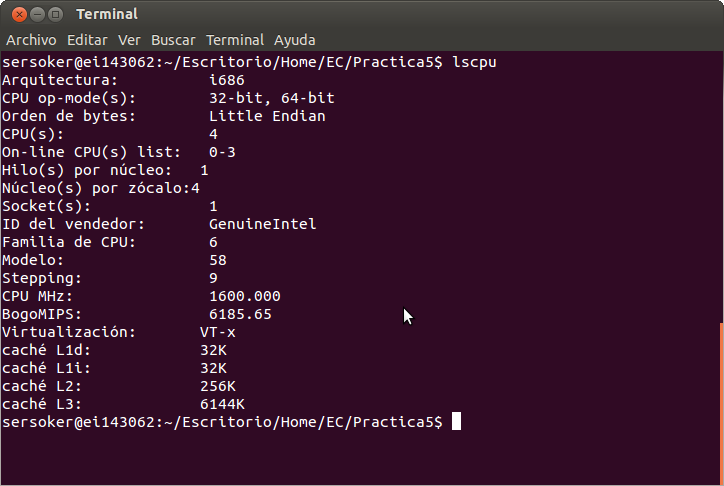 Terminal
Archivo Editar Ver Buscar Terminal Ayuda
sersoker@ei143062:~/Escritorio/Home/EC/Practica5$ lscpu
Arquitectura:          i686
CPU op-mode(s):        32-bit, 64-bit
Orden de bytes:        Little Endian
CPU(s):                4
On-line CPU(s) list:   0-3
Hilo(s) por núcleo:   1
Núcleo(s) por zócalo:4
Socket(s):             1
ID del vendedor:       GenuineIntel
Familia de CPU:        6
Modelo:                58
Stepping:              9
CPU MHz:               1600.000
BogoMIPS:              6185.65
Virtualización:       VT-x
caché L1d:            32K
caché L1i:            32K
caché L2:             256K
caché L3:             6144K
sersoker@ei143062:~/Escritorio/Home/EC/Practica5$